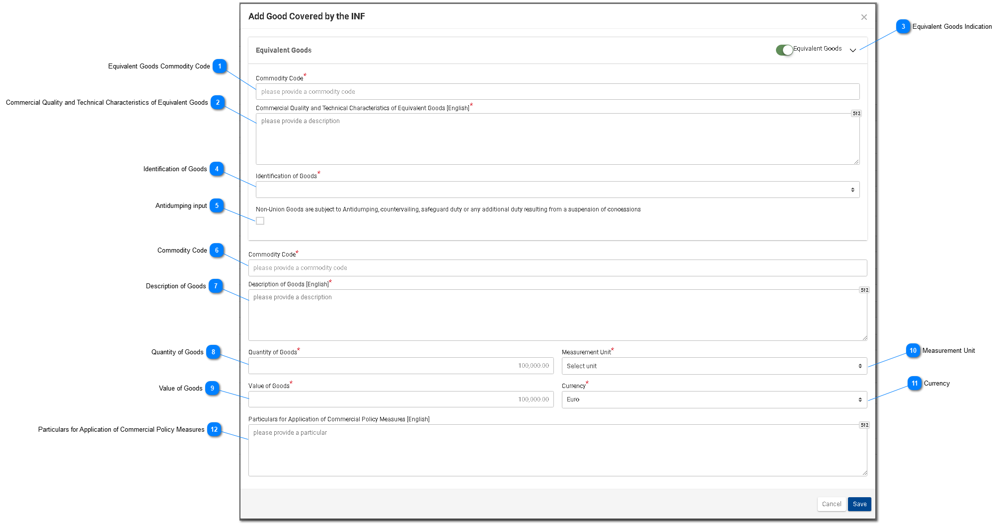 Add Good Covered by the INF
3 Equivalent Goods Indication
Equivalent Goods
Equivalent Goods
Equivalent Goods Commodity Code 1
Commodity Code*
please provide a commodity code
Commercial Quality and Technical Characteristics of Equivalent Goods 2
Commercial Quality and Technical Characteristics of Equivalent Goods [English]*
512
please provide a description
Identification of Goods 4
Identification of Goods*
Antidumping input 5
Non-Union Goods are subject to Antidumping, countervailing, safeguard duty or any additional duty resulting from a suspension of concessions
Commodity Code 6
Commodity Code*
please provide a commodity code
Description of Goods 7
Description of Goods [English]*
512
please provide a description
Quantity of Goods 8
Quantity of Goods*
100,000.00
Measurement Unit*
Select unit
10 Measurement Unit
Value of Goods 9
Value of Goods*
100,000.00
Currency*
Euro
11 Currency
Particulars for Application of Commercial Policy Measures 12
Particulars for Application of Commercial Policy Measures [English]
512
please provide a particular
Cancel
Save